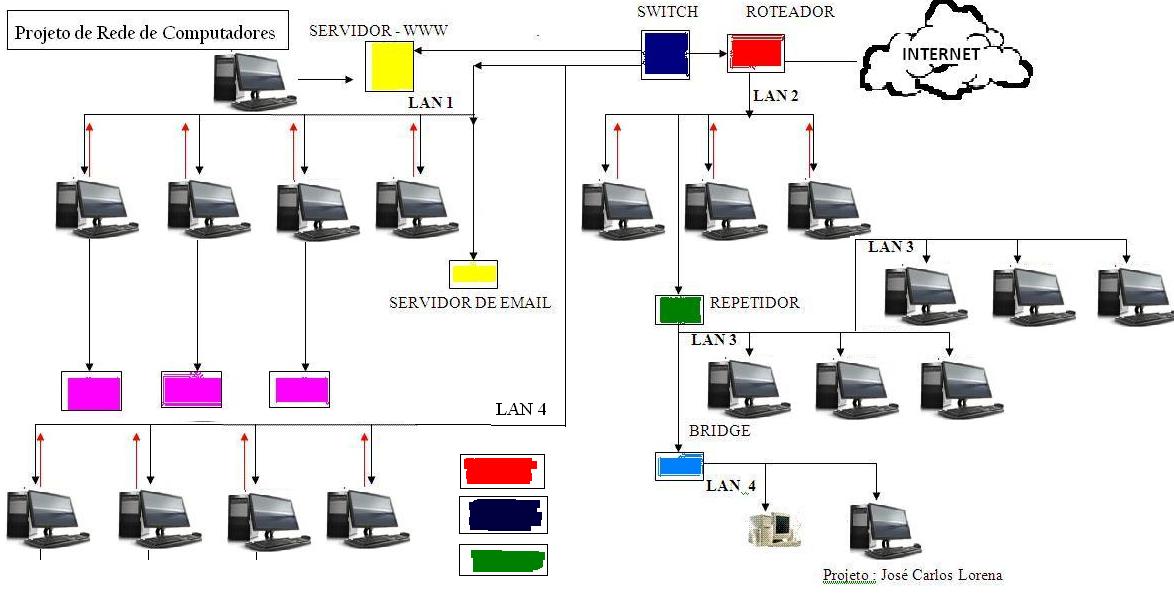 Projeto de Rede de Computadores
SERVIDOR - WWW
SWITCH
ROTEADOR
INTERNET
LAN 1
LAN 2
LAN 3
SERVIDOR DE EMAIL
REPETIDOR
LAN 3
LAN 4
BRIDGE
LAN 4
Projeto : José Carlos Lorena